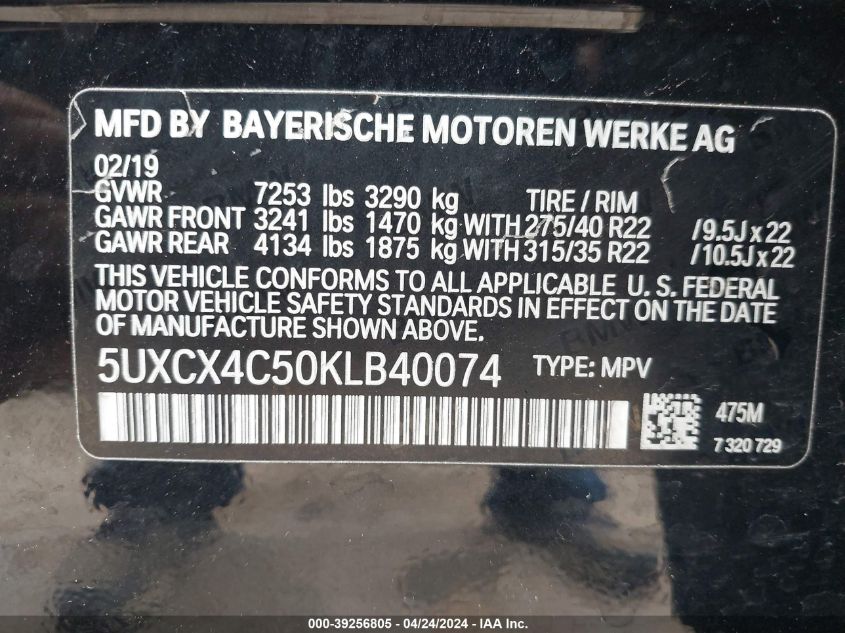 MFD BY BAYERISCHE MOTOREN WERKE AG
02/19
GVWR 7253 lbs 3290 kg TIRE / RIM
GAWR FRONT 3241 lbs 1470 kg WITH 275/40 R22 /9.5J x 22
GAWR REAR 4134 lbs 1875 kg WITH 315/35 R22 /10.5J x 22
THIS VEHICLE CONFORMS TO ALL APPLICABLE U. S. FEDERAL
MOTOR VEHICLE SAFETY STANDARDS IN EFFECT ON THE DATE
OF MANUFACTURE SHOWN ABOVE.
5UXCX4C50KLB40074 TYPE: MPV
475M
7 320 729
000-39256805 - 04/24/2024 - IAA Inc.